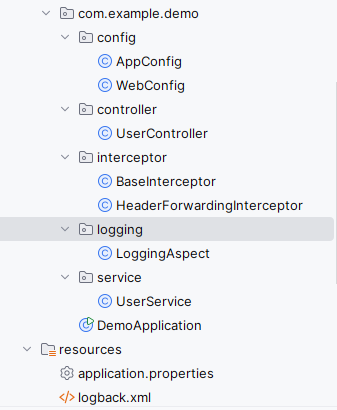 com.example.demo
config
AppConfig
WebConfig
controller
UserController
interceptor
BaseInterceptor
HeaderForwardingInterceptor
logging
LoggingAspect
service
UserService
DemoApplication
resources
application.properties
logback.xml